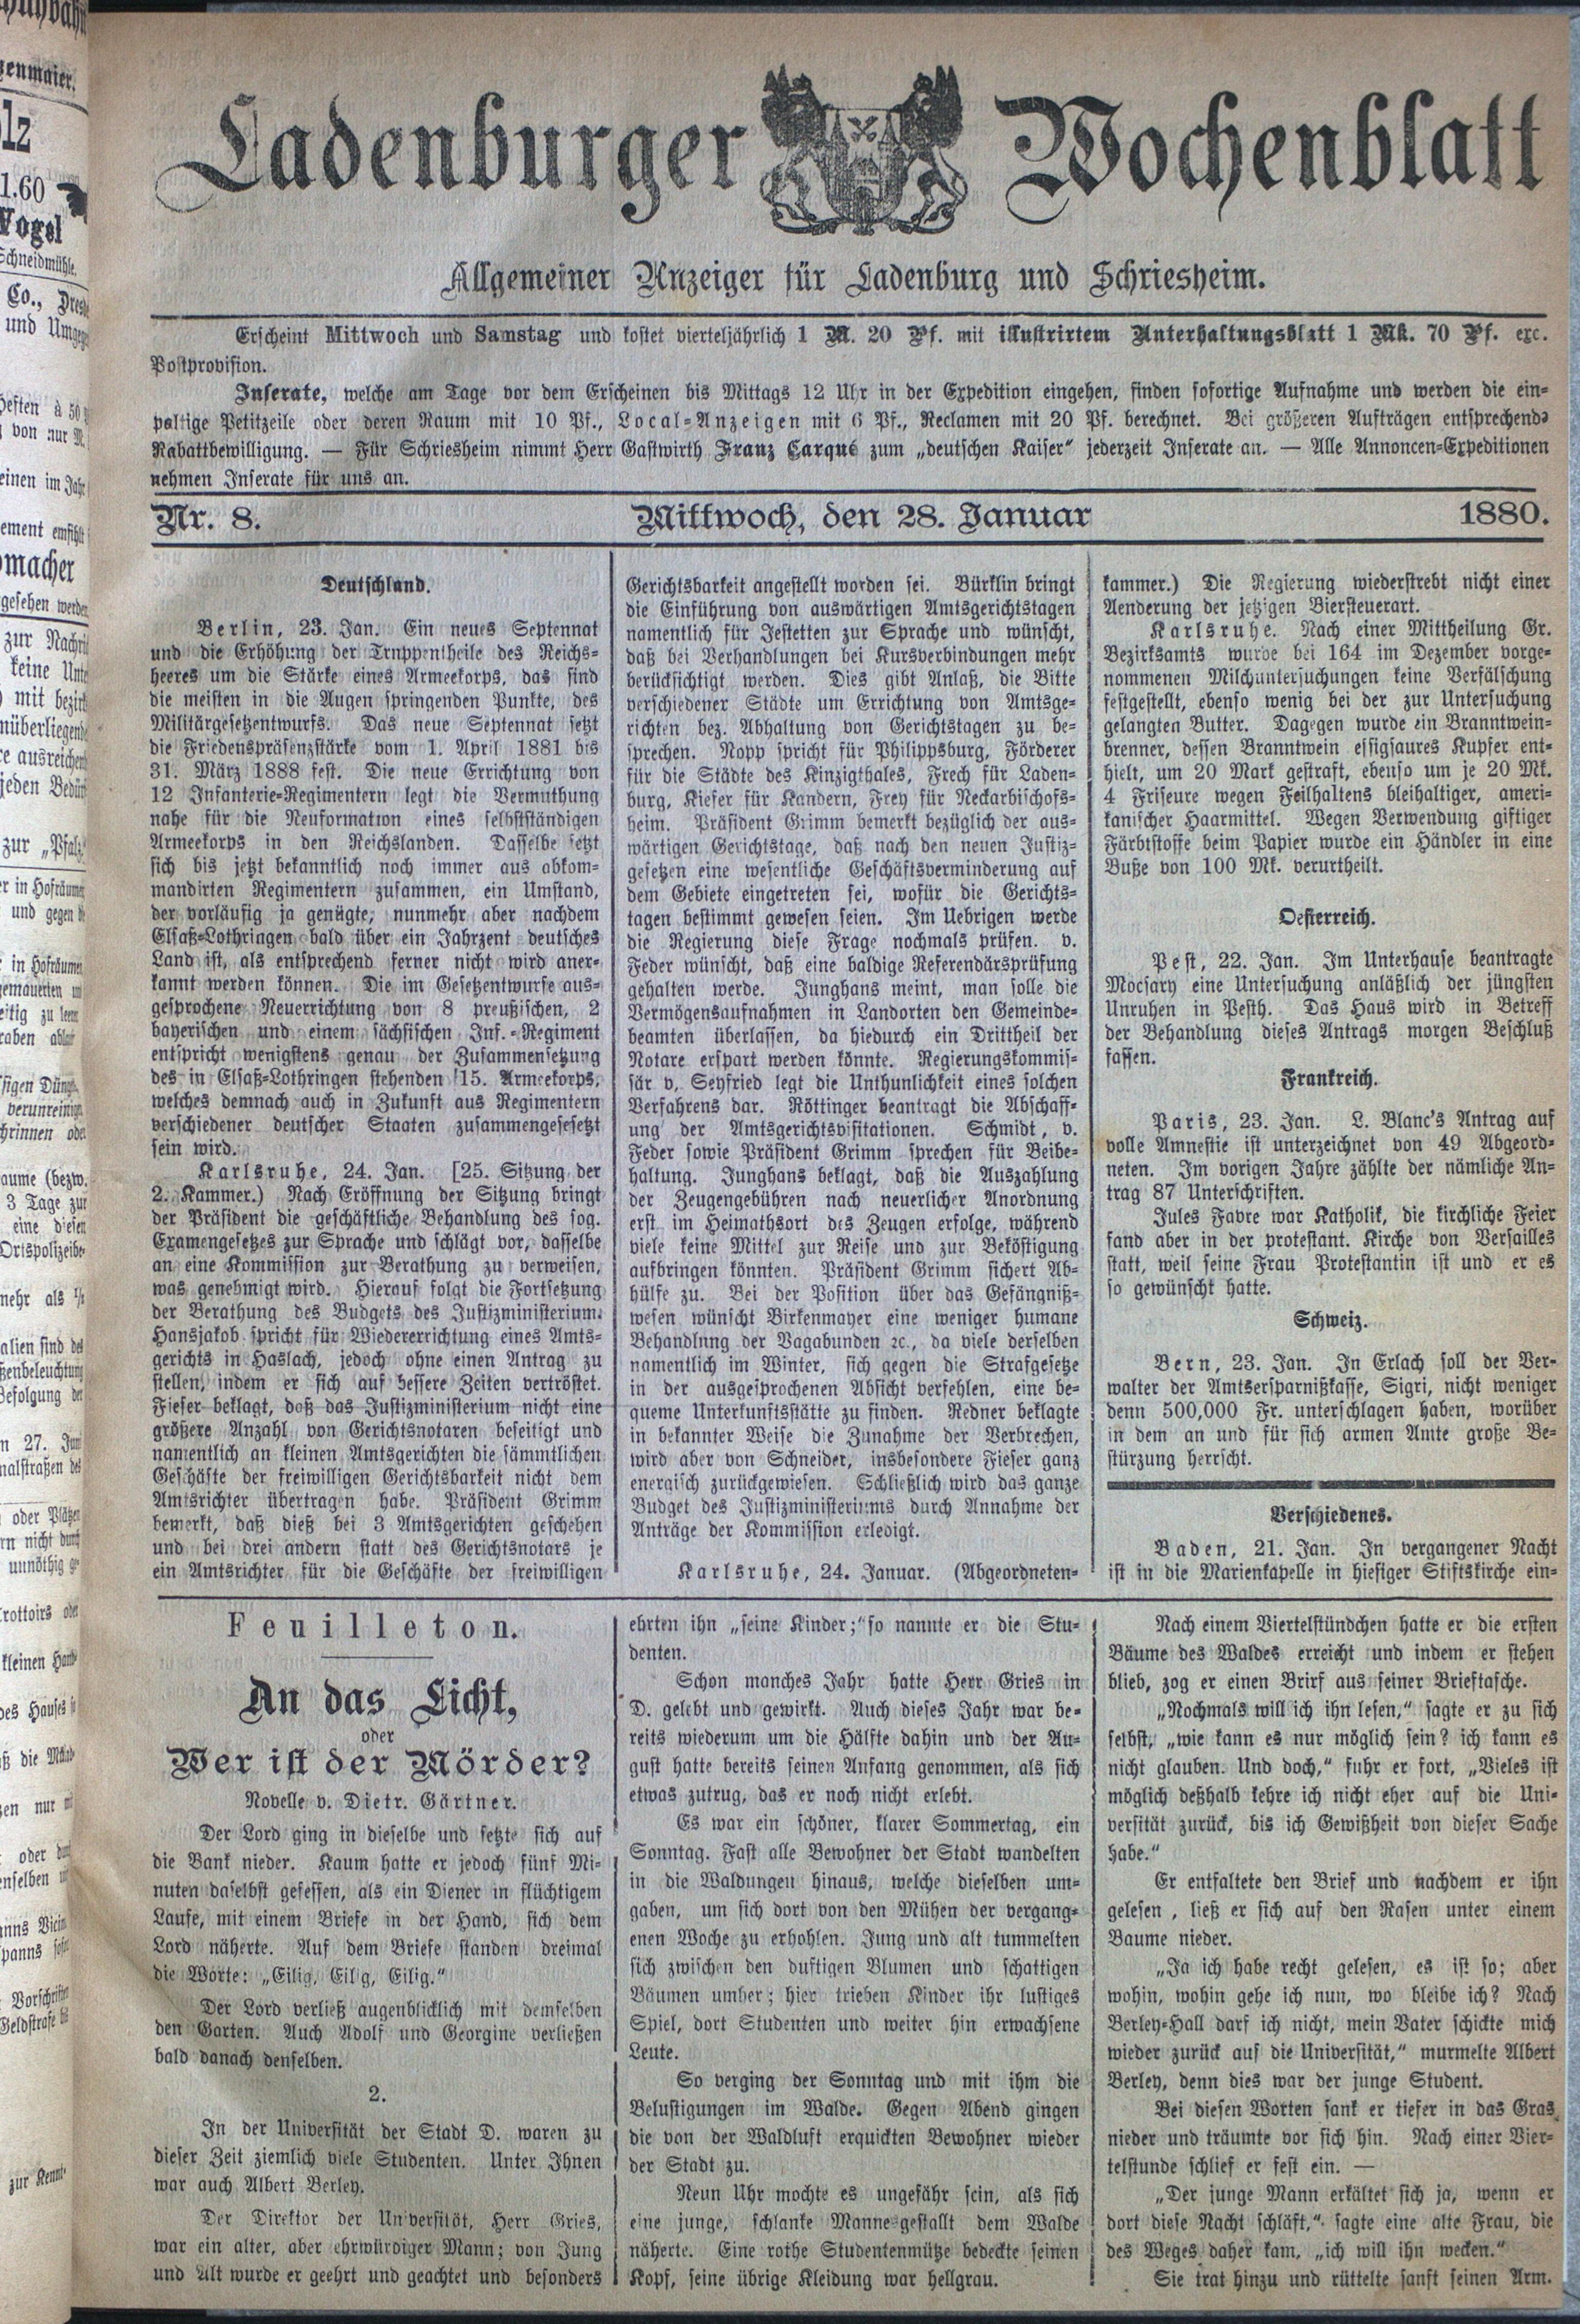 Ladenburger Wochenblatt
Allgemeiner Anzeiger für Ladenburg und Schriesheim.
Erscheint Mittwoch und Samstag und kostet vierteljährlich 1 M. 20 Pf. mit illustrirtem Unterhaltungsblatt 1 Mk. 70 Pf. exc.
Postprovision.
Inserate, welche am Tage vor dem Erscheinen bis Mittags 12 Uhr in der Expedition eingehen, finden sofortige Aufnahme und werden die ein=
paltige Petitzeile oder deren Raum mit 10 Pf., Local=Anzeigen mit 6 Pf., Reclamen mit 20 Pf. berechnet. Bei größeren Aufträgen entsprechende
Rabattbewilligung. — Für Schriesheim nimmt Herr Gastwirth Franz Carqué zum „deutschen Kaiser“ jederzeit Inserate an. — Alle Annoncen=Expeditionen
nehmen Inserate für uns an.
Nr. 8. Mittwoch, den 28. Januar 1880.
Deutschland.
Berlin, 23. Jan. Ein neues Septennat
und die Erhöhung der Truppentheile des Reichs=
heeres um die Stärke eines Armeekorps, das sind
die meisten in die Augen springenden Punkte, des
Militärgesetzentwurfs. Das neue Septennat setzt
die Friedenspräsenzstärke vom 1. April 1881 bis
31. März 1888 fest. Die neue Errichtung von
12 Infanterie=Regimentern legt die Vermuthung
nahe für die Neuformation eines selbstständigen
Armeekorps in den Reichslanden. Dasselbe setzt
sich bis jetzt bekanntlich noch immer aus abkom=
mandirten Regimentern zusammen, ein Umstand,
der vorläufig ja genügte, nunmehr aber nachdem
Elsaß=Lothringen bald über ein Jahrzent deutsches
Land ist, als entsprechend ferner nicht wird aner=
kannt werden können. Die im Gesetzentwurfe aus=
gesprochene Neuerrichtung von 8 preußischen, 2
bayerischen und einem sächsischen Inf.=Regiment
entspricht wenigstens genau der Zusammensetzung
des in Elsaß=Lothringen stehenden 15. Armeekorps,
welches demnach auch in Zukunft aus Regimentern
verschiedener deutscher Staaten zusammengesesetzt
sein wird.
Karlsruhe, 24. Jan. [25. Sitzung der
2. Kammer.) Nach Eröffnung der Sitzung bringt
der Präsident die geschäftliche Behandlung des sog.
Examengesetzes zur Sprache und schlägt vor, dasselbe
an eine Kommission zur Berathung zu verweisen,
was genehmigt wird. Hierauf folgt die Fortsetzung
der Berathung des Budgets des Justizministerium.
Hansjakob spricht für Wiedererrichtung eines Amts=
gerichts in Haslach, jedoch ohne einen Antrag zu
stellen, indem er sich auf bessere Zeiten vertröstet.
Fieser beklagt, daß das Justizministerium nicht eine
größere Anzahl von Gerichtsnotaren beseitigt und
namentlich an kleinen Amtsgerichten die sämmtlichen
Geschäfte der freiwilligen Gerichtsbarkeit nicht dem
Amtsrichter übertragen habe. Präsident Grimm
bemerkt, daß dieß bei 3 Amtsgerichten geschehen
und bei drei andern statt des Gerichtsnotars je
ein Amtsrichter für die Geschäfte der freiwilligen
Gerichtsbarkeit angestellt worden sei. Bürklin bringt
die Einführung von auswärtigen Amtsgerichtstagen
namentlich für Jestetten zur Sprache und wünscht,
daß bei Verhandlungen bei Kursverbindungen mehr
berücksichtigt werden. Dies gibt Anlaß, die Bitte
verschiedener Städte um Errichtung von Amtsge=
richten bez. Abhaltung von Gerichtstagen zu be=
sprechen. Nopp spricht für Philippsburg, Förderer
für die Städte des Kinzigthales, Frech für Laden=
burg, Kiefer für Kandern, Frey für Neckarbischofs=
heim. Präsident Grimm bemerkt bezüglich der aus=
wärtigen Gerichtstage, daß nach den neuen Justiz=
gesetzen eine wesentliche Geschäftsverminderung auf
dem Gebiete eingetreten sei, wofür die Gerichts=
tagen bestimmt gewesen seien. Im Uebrigen werde
die Regierung diese Frage nochmals prüfen. v.
Feder wünscht, daß eine baldige Referendärsprüfung
gehalten werde. Junghans meint, man solle die
Vermögensaufnahmen in Landorten den Gemeinde=
beamten überlassen, da hiedurch ein Drittheil der
Notare erspart werden könnte. Regierungskommis=
sär v. Seyfried legt die Unthunlichkeit eines solchen
Verfahrens dar. Röttinger beantragt die Abschaff=
ung der Amtsgerichtsvisitationen. Schmidt, v.
Feder sowie Präsident Grimm sprechen für Beibe=
haltung. Junghans beklagt, daß die Auszahlung
der Zeugengebühren nach neuerlicher Anordnung
erst im Heimathsort des Zeugen erfolge, während
viele keine Mittel zur Reise und zur Beköstigung
aufbringen könnten. Präsident Grimm sichert Ab=
hülfe zu. Bei der Position über das Gefängniß=
wesen wünscht Birkenmayer eine weniger humane
Behandlung der Vagabunden ꝛc., da viele derselben
namentlich im Winter, sich gegen die Strafgesetze
in der ausgesprochenen Absicht verfehlen, eine be=
queme Unterkunftsstätte zu finden. Redner beklagte
in bekannter Weise die Zunahme der Verbrechen,
wird aber von Schneider, insbesondere Fieser ganz
energisch zurückgewiesen. Schließlich wird das ganze
Budget des Justizministeriums durch Annahme der
Anträge der Kommission erledigt.
Karlsruhe, 24. Januar. (Abgeordneten=
kammer.) Die Regierung wiederstrebt nicht einer
Aenderung der jetzigen Biersteuerart.
Karlsruhe. Nach einer Mittheilung Gr.
Bezirksamts wurde bei 164 im Dezember vorge=
nommenen Milchuntersuchungen keine Verfälschung
festgestellt, ebenso wenig bei der zur Untersuchung
gelangten Butter. Dagegen wurde ein Branntwein=
brenner, dessen Branntwein essigsaures Kupfer ent=
hielt, um 20 Mark gestraft, ebenso um je 20 Mk.
4 Friseure wegen Feilhaltens bleihaltiger, ameri=
kanischer Haarmittel. Wegen Verwendung giftiger
Färbtstoffe beim Papier wurde ein Händler in eine
Buße von 100 Mk. verurtheilt.
Oesterreich.
Pest, 22. Jan. Im Unterhause beantragte
Mocsary eine Untersuchung anläßlich der jüngsten
Unruhen in Pesth. Das Haus wird in Betreff
der Behandlung dieses Antrags morgen Beschluß
fassen.
Frankreich.
Paris, 23. Jan. L. Blanc's Antrag auf
volle Amnestie ist unterzeichnet von 49 Abgeord=
neten. Im vorigen Jahre zählte der nämliche An=
trag 87 Unterschriften.
Jules Favre war Katholik, die kirchliche Feier
fand aber in der protestant. Kirche von Versailles
statt, weil seine Frau Protestantin ist und er es
so gewünscht hatte.
Schweiz.
Bern, 23. Jan. In Erlach soll der Ver=
walter der Amtsersparnißkasse, Sigri, nicht weniger
denn 500,000 Fr. unterschlagen haben, worüber
in dem an und für sich armen Amte große Be=
stürzung herrscht.
Verschiedenes.
Baden, 21. Jan. In vergangener Nacht
ist in die Marienkapelle in hiesiger Stiftskirche ein=
Feuilleton.
An das Licht,
oder
Wer ist der Mörder?
Novelle v. Dietr. Gärtner.
Der Lord ging in dieselbe und setzte sich auf
die Bank nieder. Kaum hatte er jedoch fünf Mi=
nuten daselbst gesessen, als ein Diener in flüchtigem
Laufe, mit einem Briefe in der Hand, sich dem
Lord näherte. Auf dem Briefe standen dreimal
die Worte: „Eilig, Eilig, Eilig.“
Der Lord verließ augenblicklich mit demselben
den Garten. Auch Adolf und Georgine verließen
bald danach denselben.
2.
In der Universität der Stadt D. waren zu
dieser Zeit ziemlich viele Studenten. Unter Ihnen
war auch Albert Berley.
Der Direktor der Universität, Herr Gries,
war ein alter, aber ehrwürdiger Mann; von Jung
und Alt wurde er geehrt und geachtet und besonders
ehrten ihn „seine Kinder;“ so nannte er die Stu=
denten.
Schon manches Jahr hatte Herr Gries in
D. gelebt und gewirkt. Auch dieses Jahr war be=
reits wiederum um die Hälfte dahin und der Au=
gust hatte bereits seinen Anfang genommen, als sich
etwas zutrug, das er noch nicht erlebt.
Es war ein schöner, klarer Sommertag, ein
Sonntag. Fast alle Bewohner der Stadt wandelten
in die Waldungen hinaus, welche dieselben um=
gaben, um sich dort von den Mühen der vergang=
enen Woche zu erhohlen. Jung und alt tummelten
sich zwischen den duftigen Blumen und schattigen
Bäumen umher; hier trieben Kinder ihr lustiges
Spiel, dort Studenten und weiter hin erwachsene
Leute.
So verging der Sonntag und mit ihm die
Belustigungen im Walde. Gegen Abend gingen
die von der Waldluft erquickten Bewohner wieder
der Stadt zu.
Neun Uhr mochte es ungefähr sein, als sich
eine junge, schlanke Mannesgestallt dem Walde
näherte. Eine rothe Studentenmütze bedeckte seinen
Kopf, seine übrige Kleidung war hellgrau.
Nach einem Viertelstündchen hatte er die ersten
Bäume des Waldes erreicht und indem er stehen
blieb, zog er einen Brirf aus seiner Brieftasche.
„Nochmals will ich ihn lesen,“ sagte er zu sich
selbst, „wie kann es nur möglich sein? ich kann es
nicht glauben. Und doch,“ fuhr er fort, „Vieles ist
möglich deßhalb kehre ich nicht eher auf die Uni=
versität zurück, bis ich Gewißheit von dieser Sache
habe.“
Er entfaltete den Brief und nachdem er ihn
gelesen, ließ er sich auf den Rasen unter einem
Baume nieder.
„Ja ich habe recht gelesen, es ist so; aber
wohin, wohin gehe ich nun, wo bleibe ich? Nach
Berley=Hall darf ich nicht, mein Vater schickte mich
wieder zurück auf die Universität,“ murmelte Albert
Berley, denn dies war der junge Student.
Bei diesen Worten sank er tiefer in das Gras
nieder und träumte vor sich hin. Nach einer Vier=
telstunde schlief er fest ein. —
„Der junge Mann erkältet sich ja, wenn er
dort diese Nacht schläft,“ sagte eine alte Frau, die
des Weges daher kam, „ich will ihn wecken.“
Sie trat hinzu und rüttelte sanft seinen Arm.